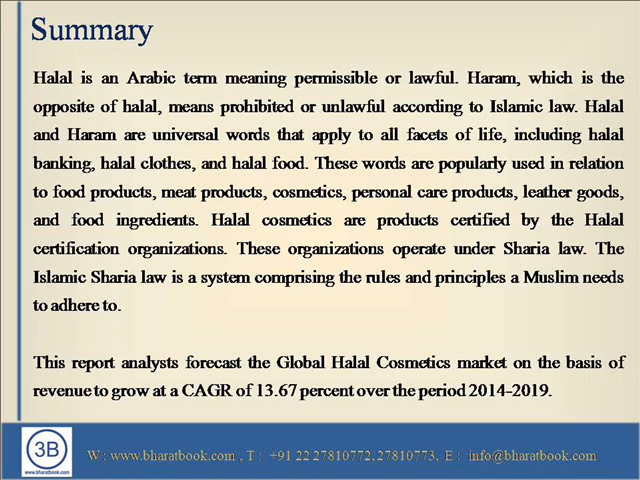 Summary
Halal is an Arabic term meaning permissible or lawful. Haram, which is the
opposite of halal, means prohibited or unlawful according to Islamic law. Halal
and Haram are universal words that apply to all facets of life, including halal
banking, halal clothes, and halal food. These words are popularly used in relation
to food products, meat products, cosmetics, personal care products, leather goods,
and food ingredients. Halal cosmetics are products certified by the Halal
certification organizations. These organizations operate under Sharia law. The
Islamic Sharia law is a system comprising the rules and principles a Muslim needs
to adhere to.
This report analysts forecast the Global Halal Cosmetics market on the basis of
revenue to grow at a CAGR of 13.67 percent over the period 2014-2019.
3B
www.bharatbook.com
W : www.bharatbook.com , T : +91 22 27810772, 27810773, E : info@bharatbook.com